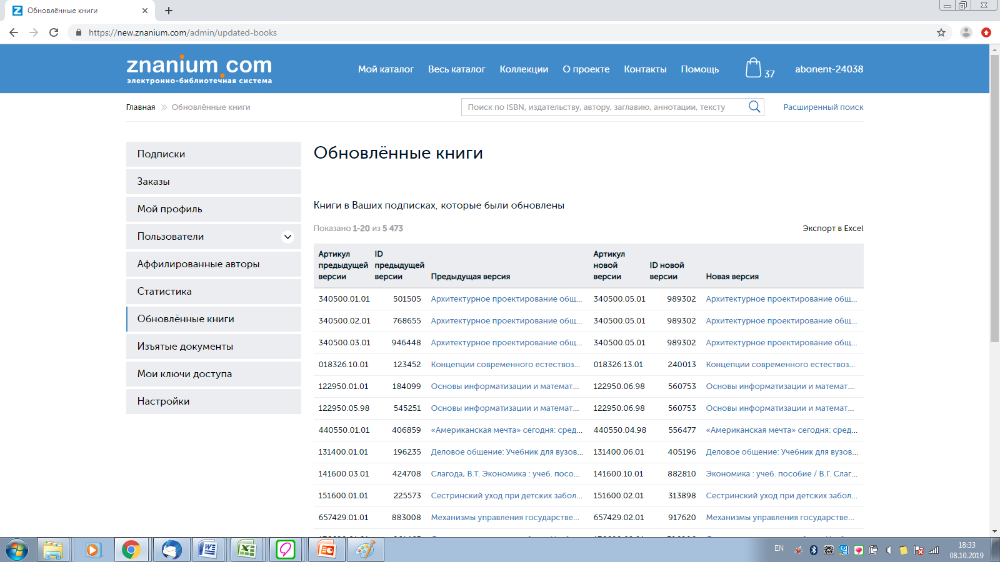 Обновлённые книги
https://new.znanium.com/admin/updated-books
znanium.com
электронно-библиотечная система
Мой каталог Весь каталог Коллекции О проекте Контакты Помощь 37 abonent-24038
Главная Обновлённые книги
Поиск по ISBN, издательству, автору, заглавию, аннотации, тексту
Расширенный поиск
Подписки
Заказы
Мой профиль
Пользователи
Аффилированные авторы
Статистика
Обновлённые книги
Изъятые документы
Мои ключи доступа
Настройки
Обновлённые книги
Книги в Ваших подписках, которые были обновлены
Показано 1-20 из 5 473 Экспорт в Excel
Артикул предыдущей версии ID предыдущей версии Предыдущая версия Артикул новой версии ID новой версии Новая версия
340500.01.01 501505 Архитектурное проектирование общ... 340500.05.01 989302 Архитектурное проектирование общ...
340500.02.01 768655 Архитектурное проектирование общ... 340500.05.01 989302 Архитектурное проектирование общ...
340500.03.01 946448 Архитектурное проектирование общ... 340500.05.01 989302 Архитектурное проектирование общ...
018326.10.01 123452 Концепции современного естествоз... 018326.13.01 240013 Концепции современного естествоз...
122950.01.01 184099 Основы информатизации и математ... 122950.06.98 560753 Основы информатизации и математ...
122950.05.98 545251 Основы информатизации и математ... 122950.06.98 560753 Основы информатизации и математ...
440550.01.01 406859 «Американская мечта» сегодня: сред... 440550.04.98 556477 «Американская мечта» сегодня: сред...
131400.01.01 196235 Деловое общение: Учебник для вузов... 131400.06.01 405196 Деловое общение: Учебник для вузов...
141600.03.01 424708 Слагода, В.Т. Экономика : учеб. посо... 141600.10.01 882810 Экономика : учеб. пособие / В.Г. Слаг...
151600.01.01 225573 Сестринский уход при детских забол... 151600.02.01 313898 Сестринский уход при детских забол...
657429.01.01 883008 Механизмы управления государстве... 657429.02.01 917620 Механизмы управления государстве...
EN
18:33
08.10.2019